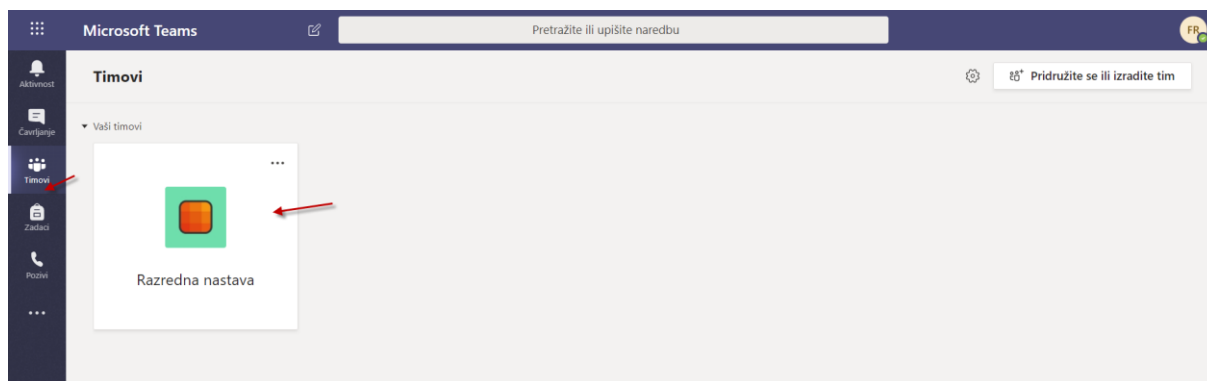 Microsoft Teams
Pretražite ili upišite naredbu
FR
Aktivnost
Timovi
Pridružite se ili izradite tim
Čavrljanje
Vaši timovi
Timovi
Zadaci
Pozivi
Razredna nastava